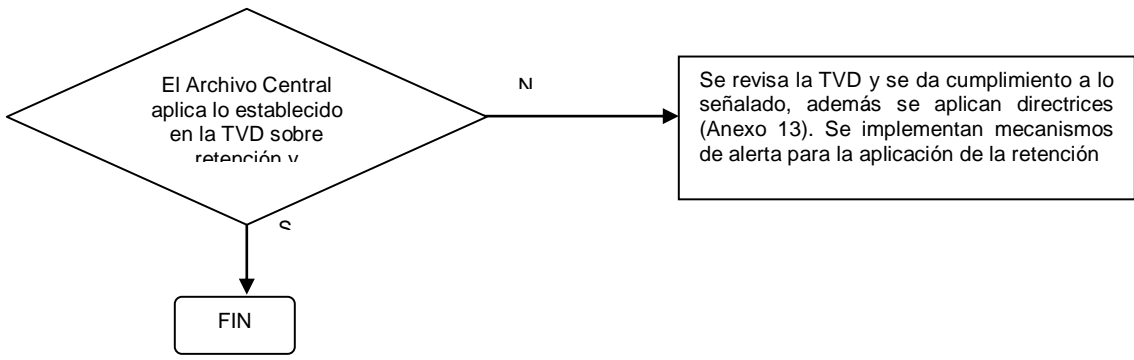 El Archivo Central
aplica lo establecido
en la TVD sobre
retención y
N
Se revisa la TVD y se da cumplimiento a lo
señalado, además se aplican directrices
(Anexo 13). Se implementan mecanismos
de alerta para la aplicación de la retención
S
FIN